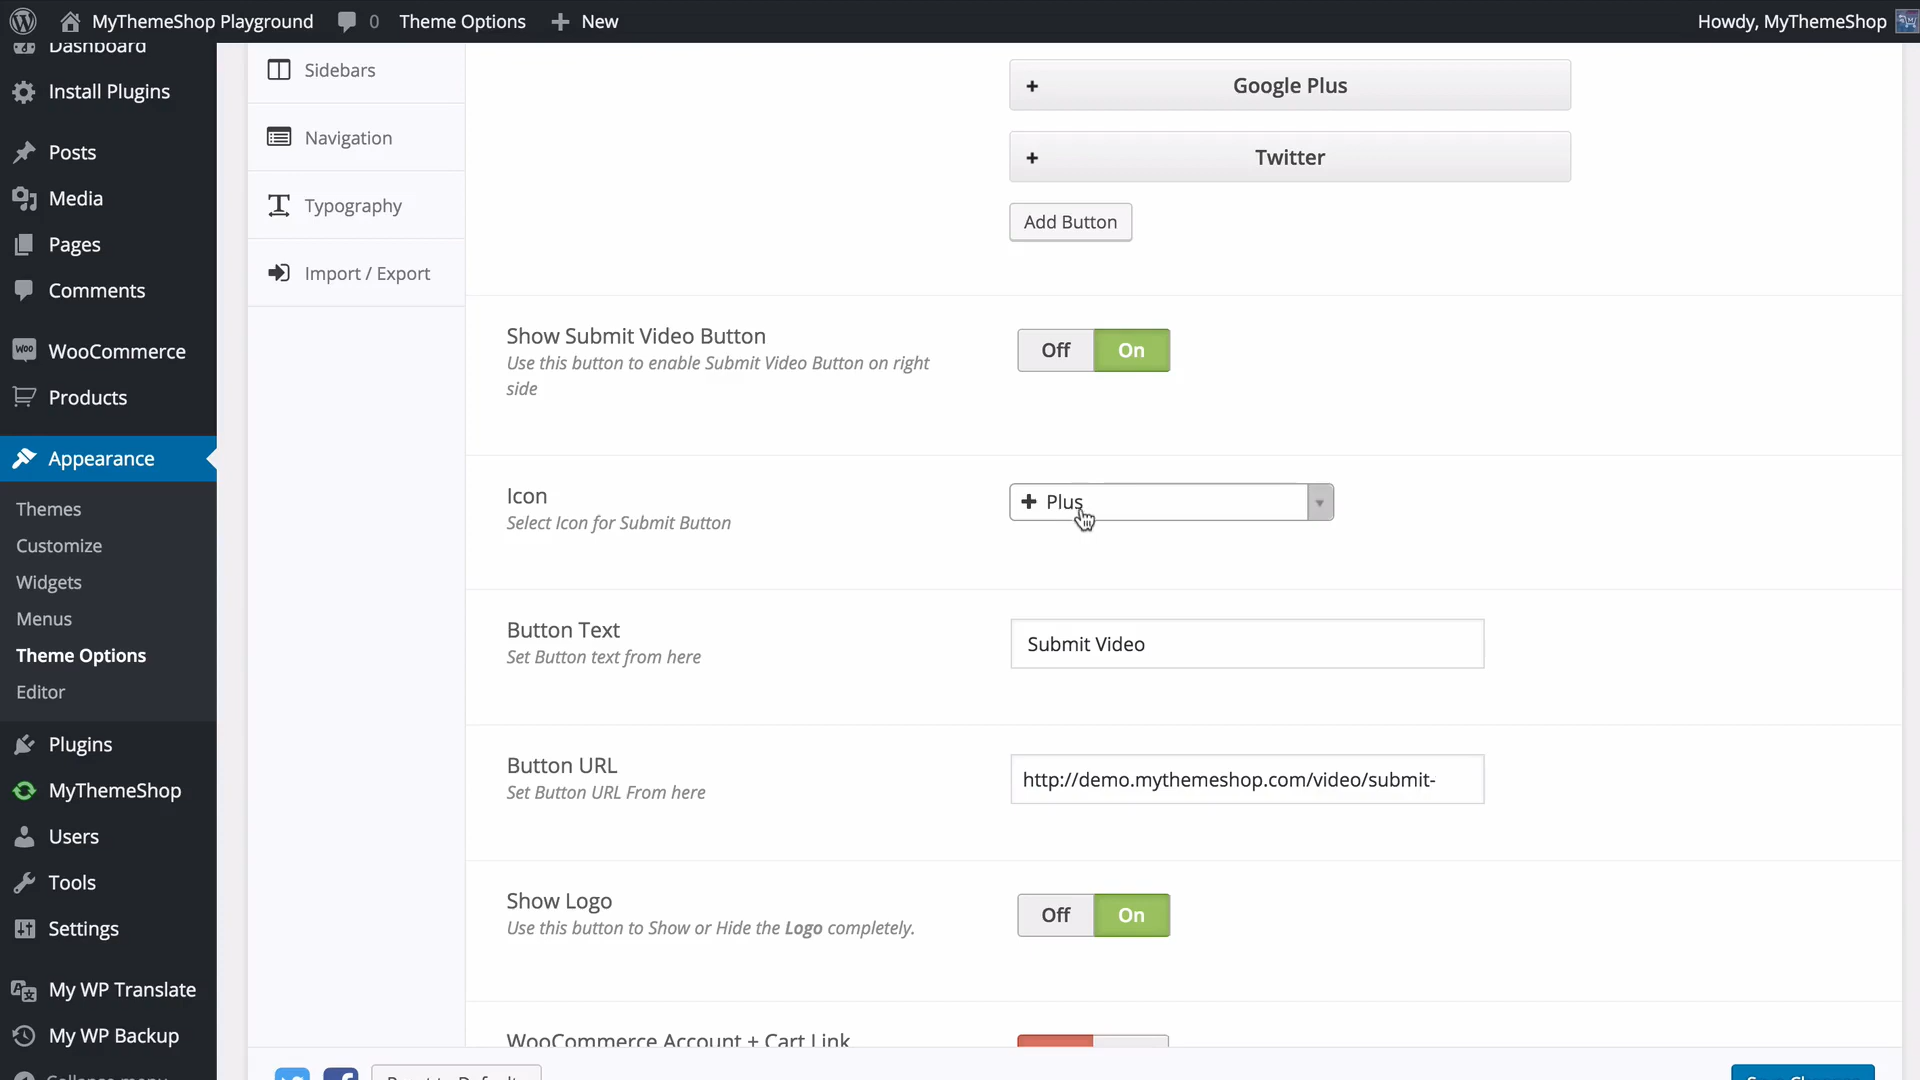 MyThemeShop Playground
0
Theme Options
New
Howdy, MyThemeShop
Dashboard
Install Plugins
Posts
Media
Pages
Comments
WooCommerce
Products
Appearance
Themes
Customize
Widgets
Menus
Theme Options
Editor
Plugins
MyThemeShop
Users
Tools
Settings
My WP Translate
My WP Backup
Collapse menu
Sidebars
Navigation
Typography
Import / Export
Google Plus
Twitter
Add Button
Show Submit Video Button
Use this button to enable Submit Video Button on right
side
Off On
Icon
Select Icon for Submit Button
Plus
Button Text
Set Button text from here
Submit Video
Button URL
Set Button URL From here
http://demo.mythemeshop.com/video/submit-
Show Logo
Use this button to Show or Hide the Logo completely.
Off On
WooCommerce Account + Cart Link